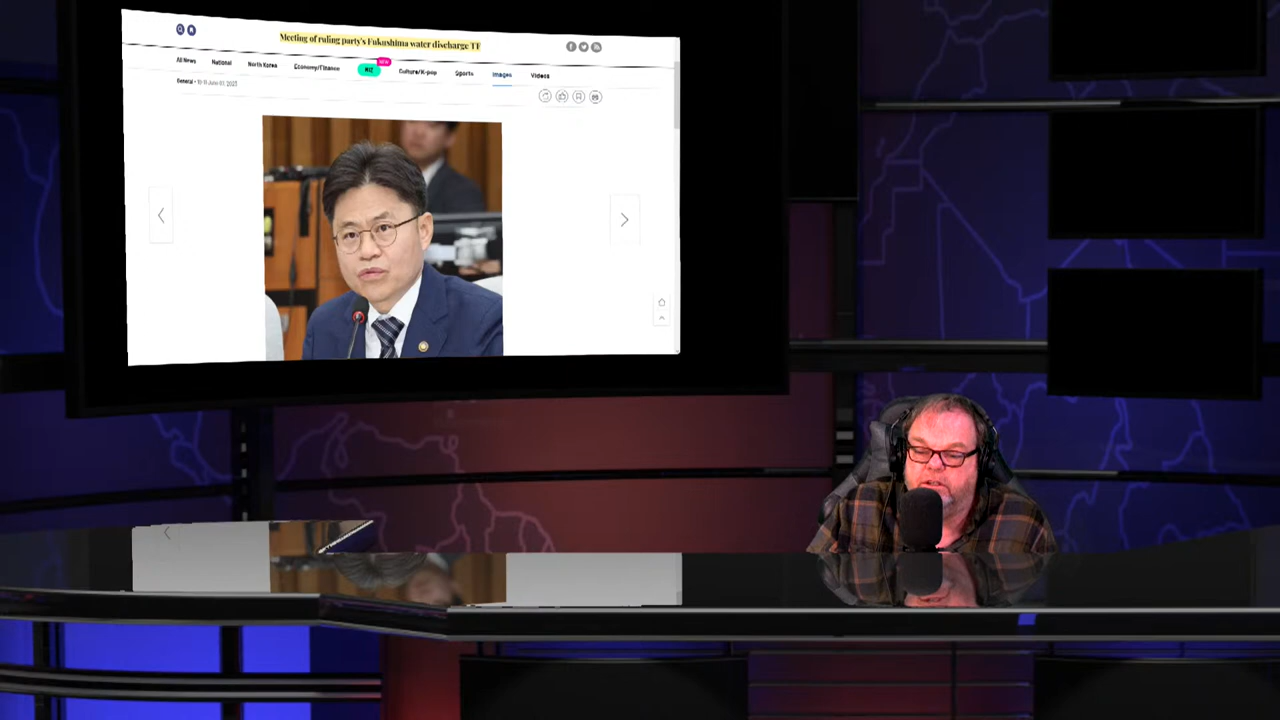 Meeting of ruling party's Fukushima water discharge TF
All News National North Korea Economy/Finance BIZ NEW Culture/K-pop Sports Images Videos